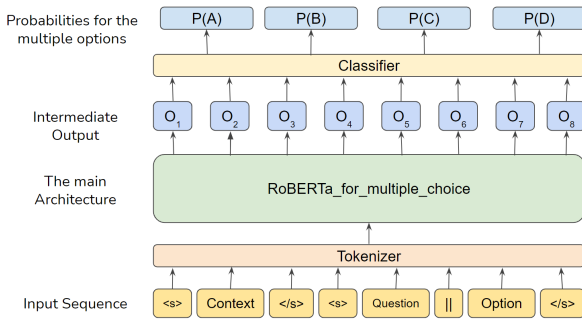 Probabilities for the
multiple options
P(A) P(B) P(C) P(D)
Classifier
Intermediate
Output
O1 O2 O3 O4 O5 O6 O7 O8
The main
Architecture
RoBERTa_for_multiple_choice
Tokenizer
Input Sequence
<s> Context </s> <s> Question || Option </s>